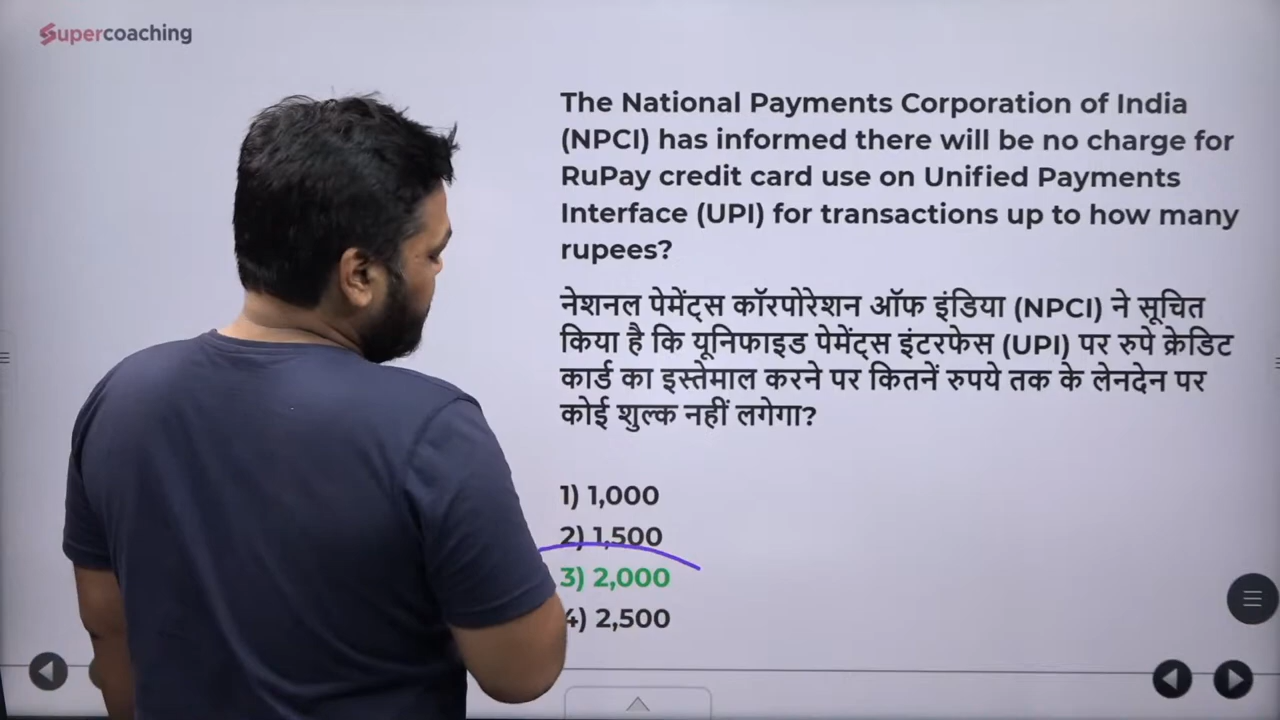 Supercoaching
The National Payments Corporation of India
(NPCI) has informed there will be no charge for
RuPay credit card use on Unified Payments
Interface (UPI) for transactions up to how many
rupees?
नेशनल पेमेंट्स कॉरपोरेशन ऑफ इंडिया (NPCI) ने सूचित
किया है कि यूनिफाइड पेमेंट्स इंटरफेस (UPI) पर रुपे क्रेडिट
कार्ड का इस्तेमाल करने पर कितनें रुपये तक के लेनदेन पर
कोई शुल्क नहीं लगेगा?
1) 1,000
2) 1,500
3) 2,000
4) 2,500